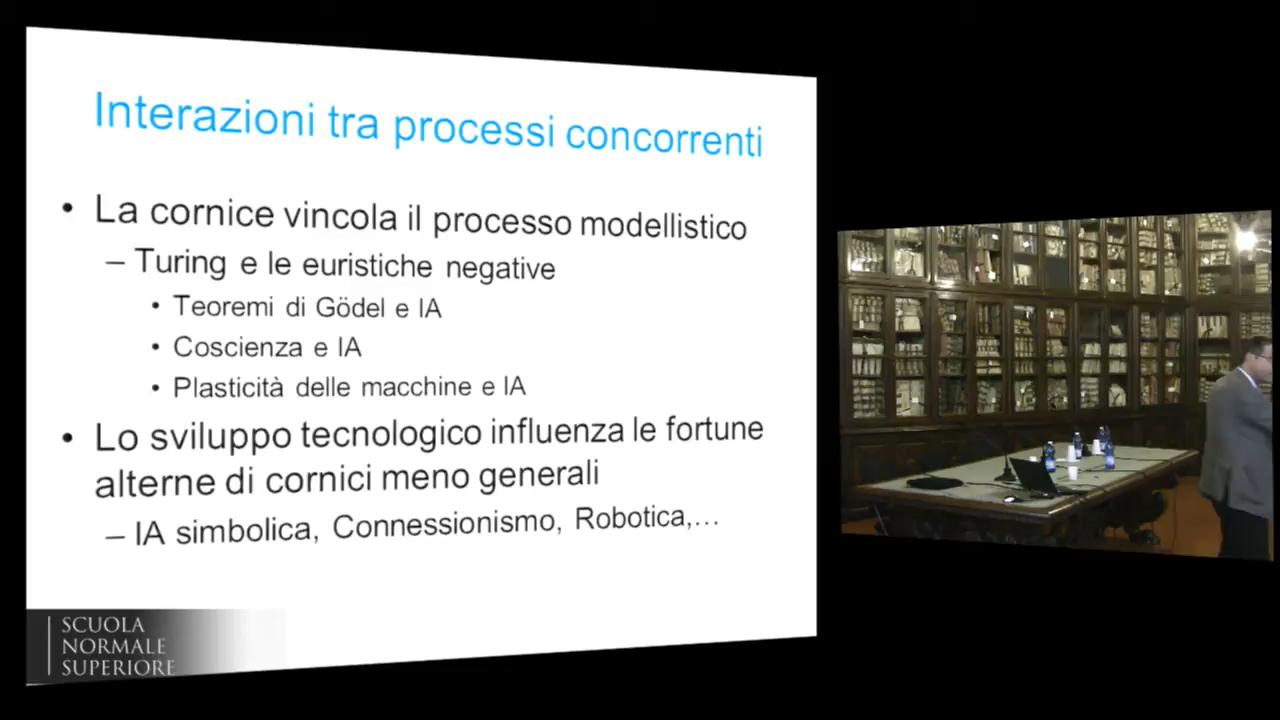 Interazioni tra processi concorrenti
• La cornice vincola il processo modellistico
– Turing e le euristiche negative
• Teoremi di Gödel e IA
• Coscienza e IA
• Plasticità delle macchine e IA
• Lo sviluppo tecnologico influenza le fortune
alterne di cornici meno generali
– IA simbolica, Connessionismo, Robotica,...
SCUOLA
NORMALE
SUPERIORE